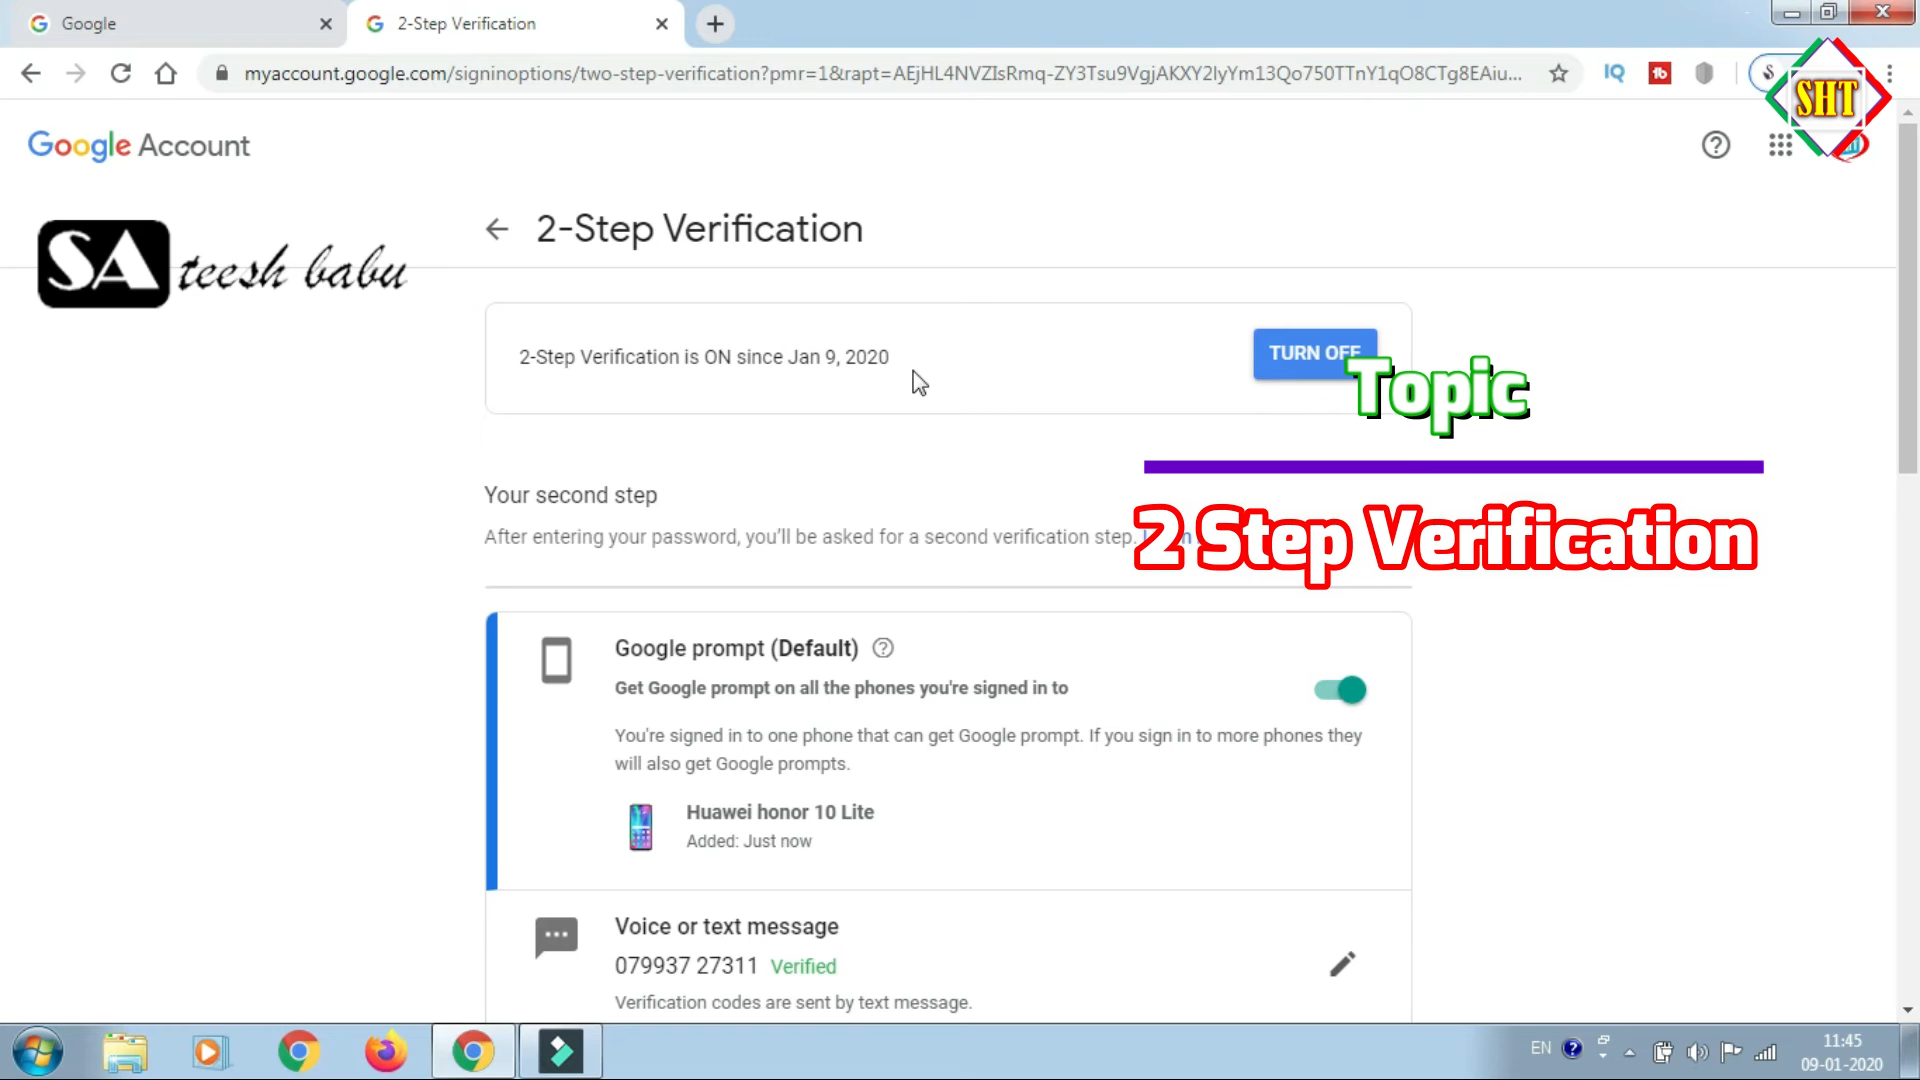 Google
2-Step Verification
myaccount.google.com/signinoptions/two-step-verification?pmr=1&rapt=AEjHL4NVZIsRmq-ZY3Tsu9VgjAKXY2IyYm13Qo750TTnY1qO8CTg8EAiu...
IQ
SHT
Google Account
2-Step Verification
SA teesh babu
2-Step Verification is ON since Jan 9, 2020
TURN OFF
Topic
Your second step
After entering your password, you'll be asked for a second verification step.
2 Step Verification
Google prompt (Default)
Get Google prompt on all the phones you're signed in to
You're signed in to one phone that can get Google prompt. If you sign in to more phones they
will also get Google prompts.
Huawei honor 10 Lite
Added: Just now
Voice or text message
079937 27311 Verified
Verification codes are sent by text message.
EN
11:45
09-01-2020